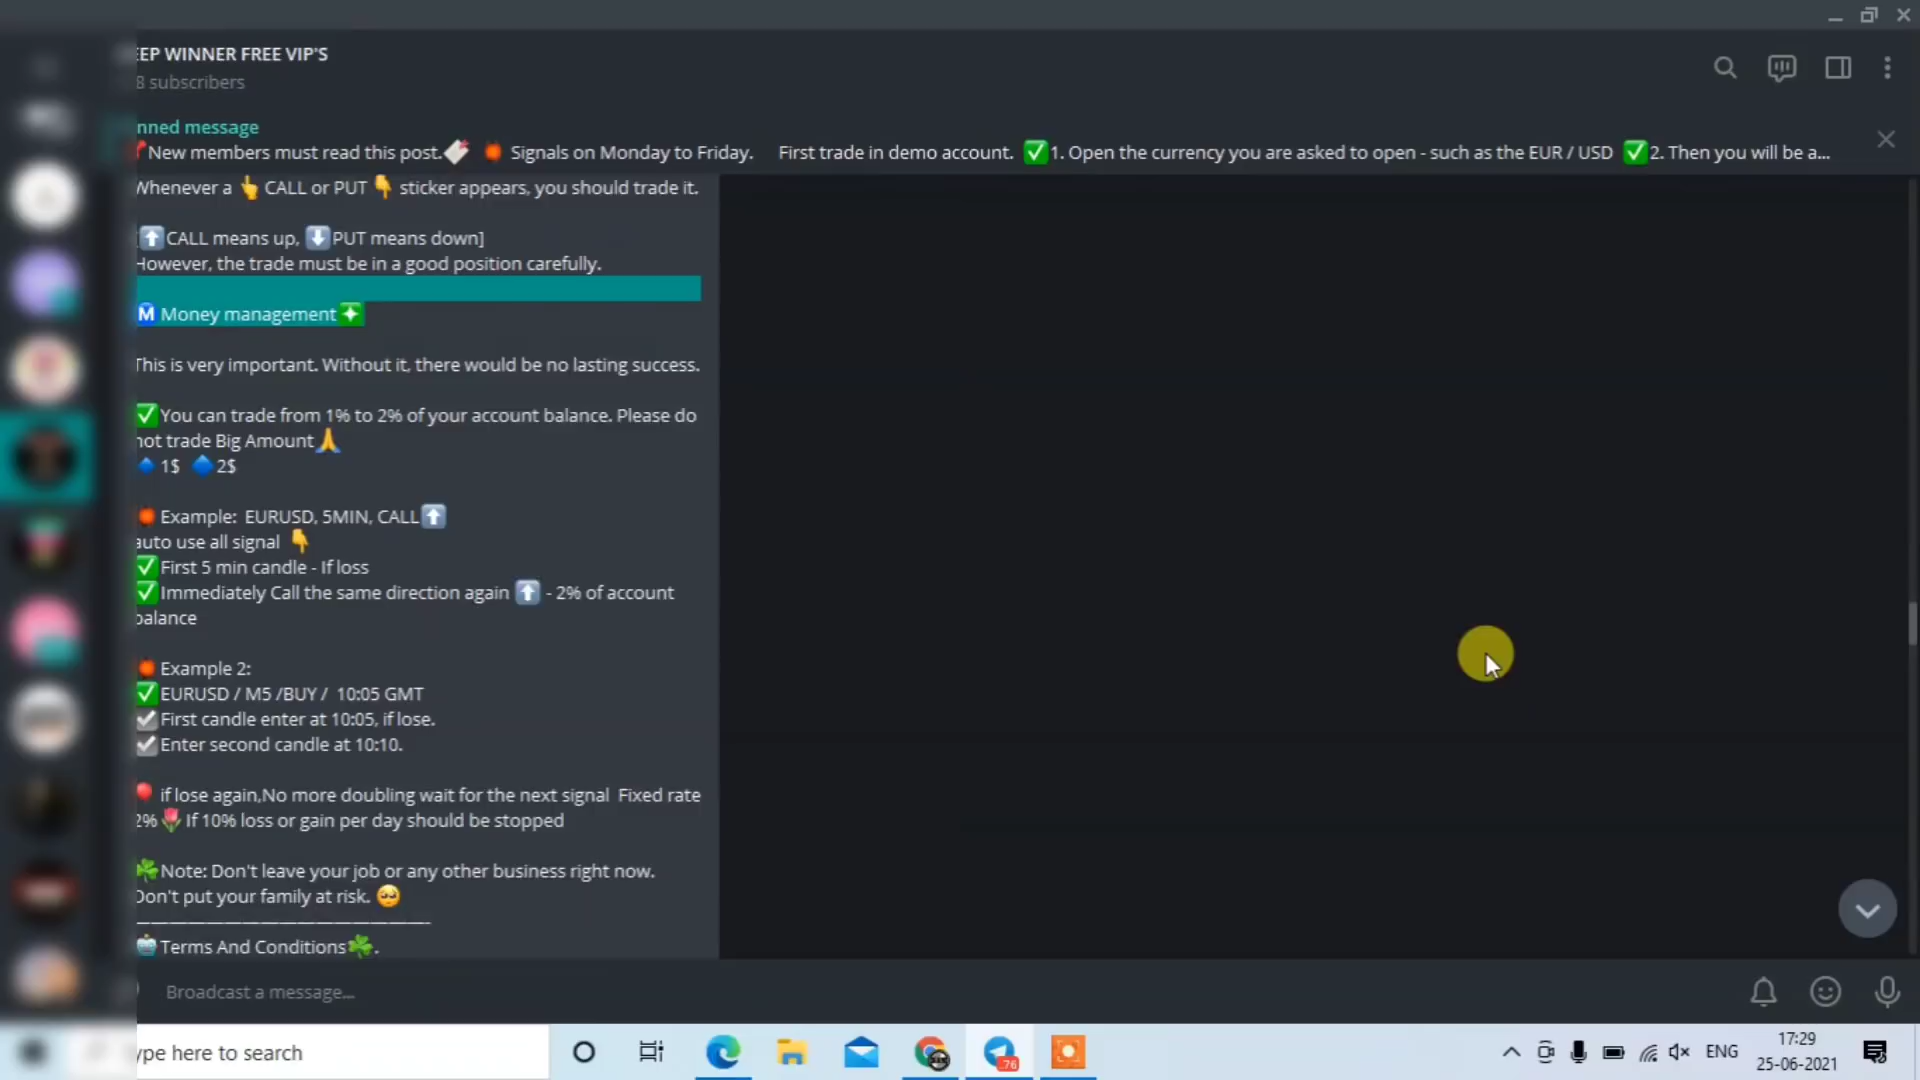 EEP WINNER FREE VIP'S
8 subscribers
nned message
New members must read this post. Signals on Monday to Friday. First trade in demo account. ✅1. Open the currency you are asked to open - such as the EUR / USD ✅2. Then you will be a...
Whenever a 👆 CALL or PUT 👇 sticker appears, you should trade it.
[⬆️CALL means up, ⬇️PUT means down]
However, the trade must be in a good position carefully.
Ⓜ️ Money management
This is very important. Without it, there would be no lasting success.
✅You can trade from 1% to 2% of your account balance. Please do
not trade Big Amount🙏
🔹 1$ 🔷2$
Example: EURUSD, 5MIN, CALL⬆️
auto use all signal 👇
✅First 5 min candle - If loss
✅Immediately Call the same direction again ⬆️ - 2% of account
balance
Example 2:
✅EURUSD / M5 /BUY / 10:05 GMT
First candle enter at 10:05, if lose.
Enter second candle at 10:10.
🎈 if lose again,No more doubling wait for the next signal Fixed rate
2%🌷If 10% loss or gain per day should be stopped
☘️Note: Don't leave your job or any other business right now.
Don't put your family at risk. 🥺
Terms And Conditions☘️.
Broadcast a message...
ype here to search
76
ENG
17:29
25-06-2021